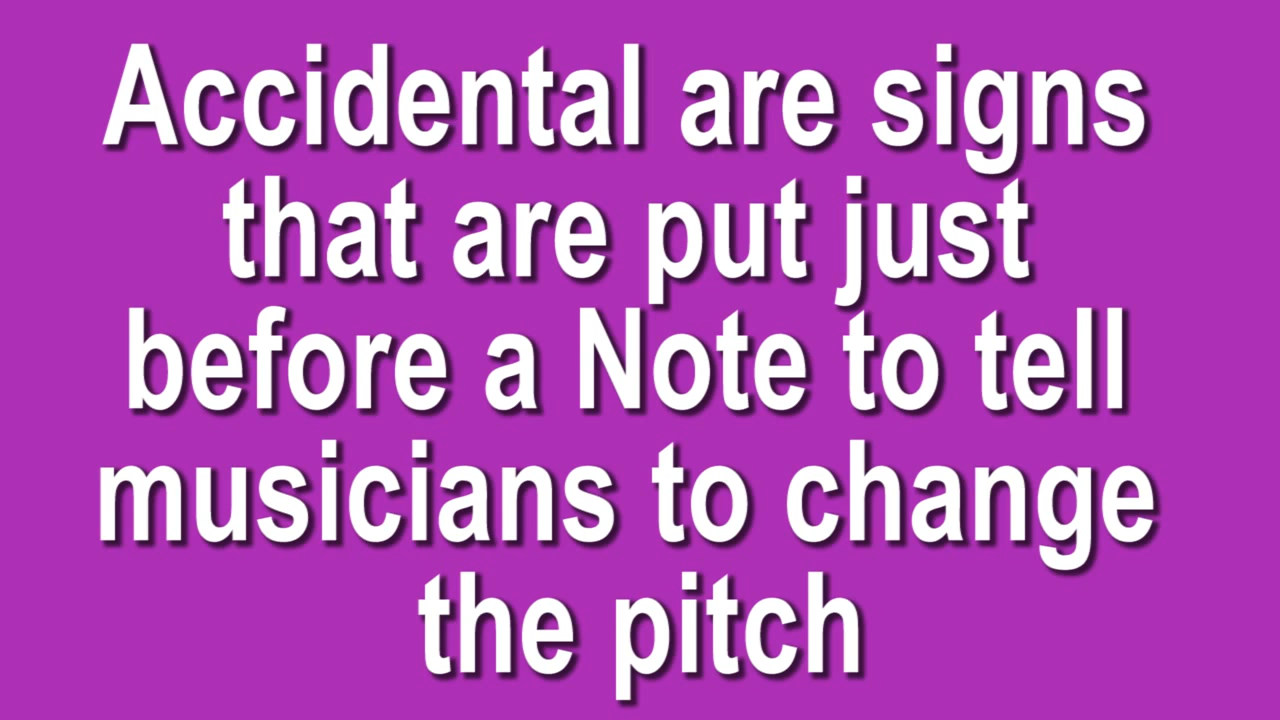 Accidental are signs
that are put just
before a Note to tell
musicians to change
the pitch